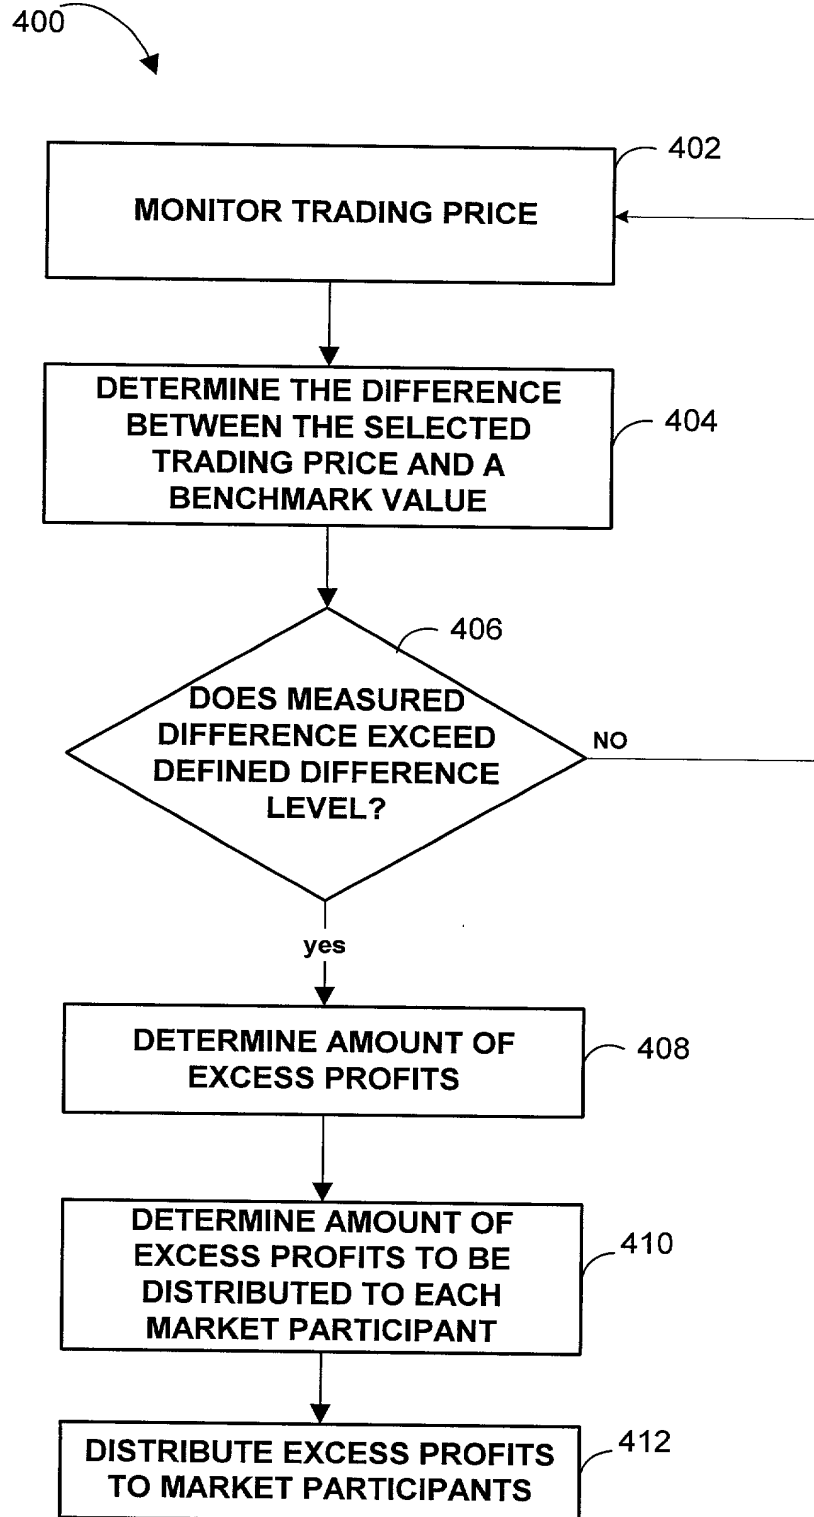 400
402
MONITOR TRADING PRICE
DETERMINE THE DIFFERENCE
BETWEEN THE SELECTED
TRADING PRICE AND A
BENCHMARK VALUE
404
406
DOES MEASURED
DIFFERENCE EXCEED
DEFINED DIFFERENCE
LEVEL?
NO
yes
DETERMINE AMOUNT OF
EXCESS PROFITS
408
DETERMINE AMOUNT OF
EXCESS PROFITS TO BE
DISTRIBUTED TO EACH
MARKET PARTICIPANT
410
DISTRIBUTE EXCESS PROFITS
TO MARKET PARTICIPANTS
412